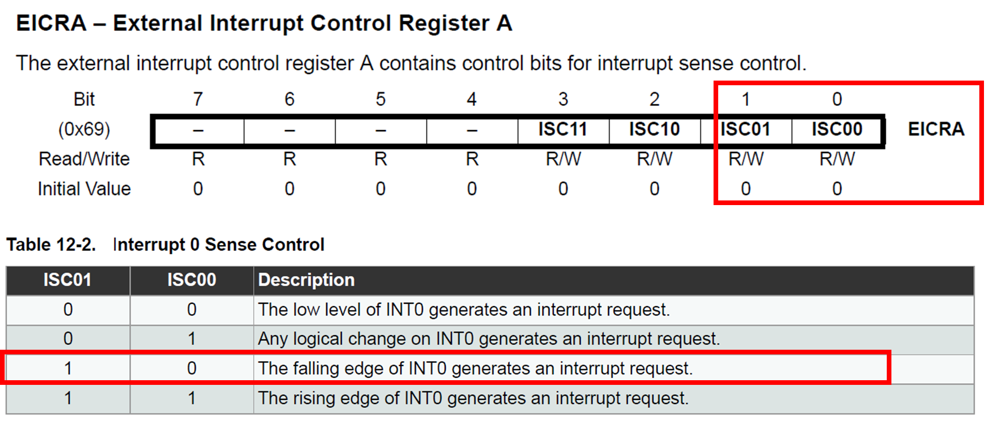 EICRA – External Interrupt Control Register A
The external interrupt control register A contains control bits for interrupt sense control.
Bit 7 6 5 4 3 2 1 0
(0x69) – – – – ISC11 ISC10 ISC01 ISC00 EICRA
Read/Write R R R R R/W R/W R/W R/W
Initial Value 0 0 0 0 0 0 0 0
Table 12-2. Interrupt 0 Sense Control
ISC01 ISC00 Description
0 0 The low level of INT0 generates an interrupt request.
0 1 Any logical change on INT0 generates an interrupt request.
1 0 The falling edge of INT0 generates an interrupt request.
1 1 The rising edge of INT0 generates an interrupt request.